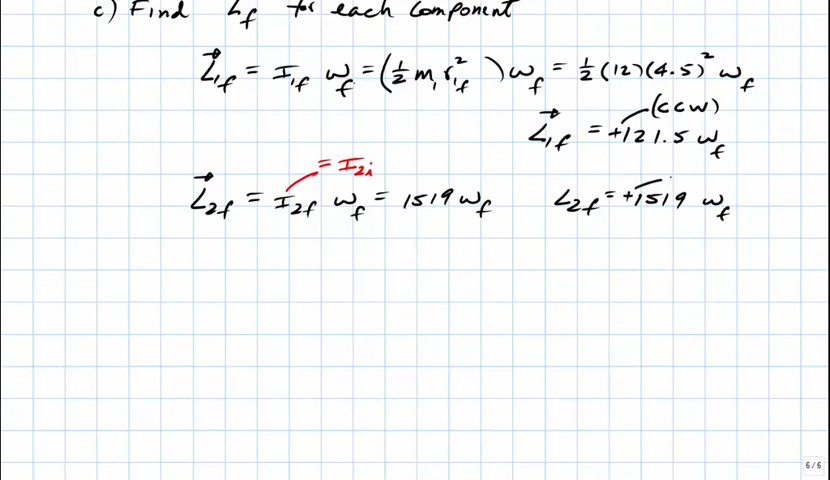 c) Find L_f for each component
L⃗_1f = I_1f ω_f = (½ m_1 r_1f²) ω_f = ½ (12)(4.5)² ω_f
(ccw)
L⃗_1f = +121.5 ω_f
= I_2i
L⃗_2f = I_2f ω_f = 1519 ω_f L_2f = +1519 ω_f
6/6